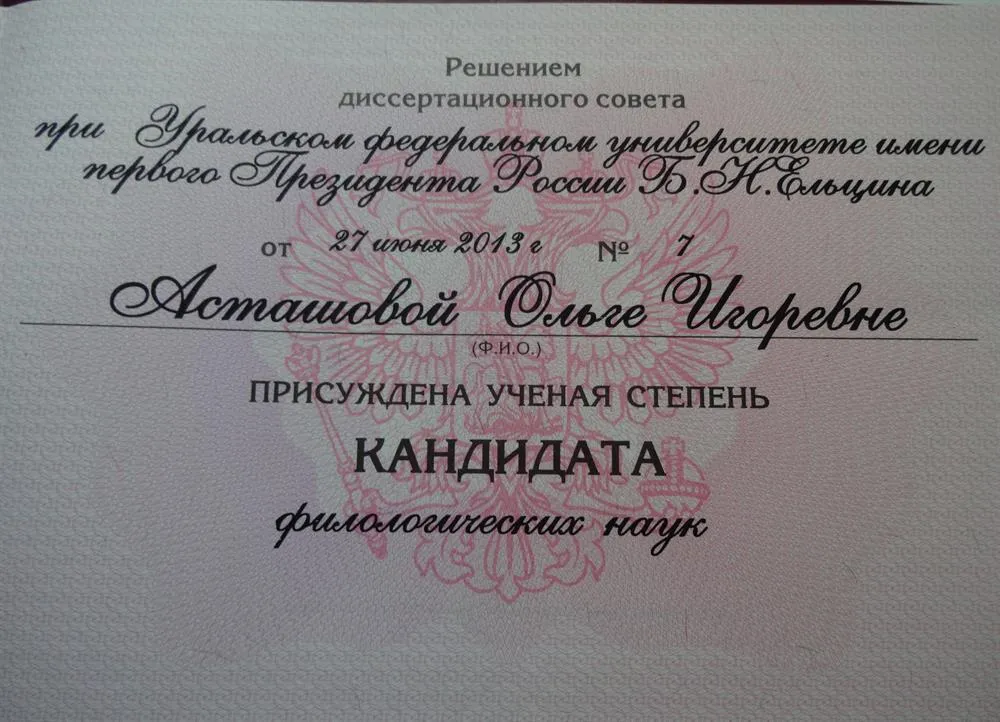 Решением
диссертационного совета
при Уральском федеральном университете имени
первого Президента России Б.Н.Ельцина
от 27 июня 2013 г № 7
Асташовой Ольге Игоревне
(Ф.И.О.)
ПРИСУЖДЕНА УЧЕНАЯ СТЕПЕНЬ
КАНДИДАТА
филологических наук